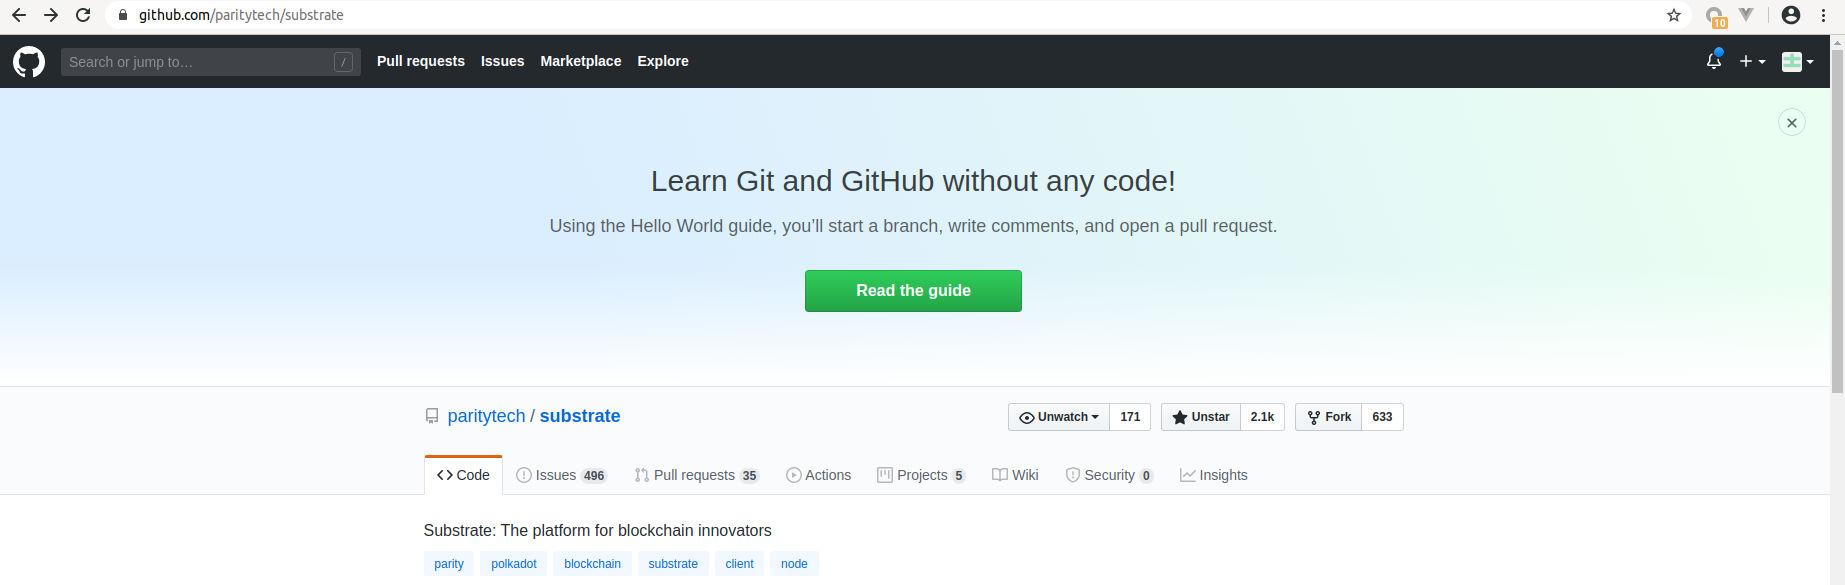 github.com/paritytech/substrate
10
Search or jump to… /
Pull requests Issues Marketplace Explore
Learn Git and GitHub without any code!
Using the Hello World guide, you’ll start a branch, write comments, and open a pull request.
Read the guide
paritytech / substrate
Unwatch 171 Unstar 2.1k Fork 633
Code Issues 496 Pull requests 35 Actions Projects 5 Wiki Security 0 Insights
Substrate: The platform for blockchain innovators
parity polkadot blockchain substrate client node